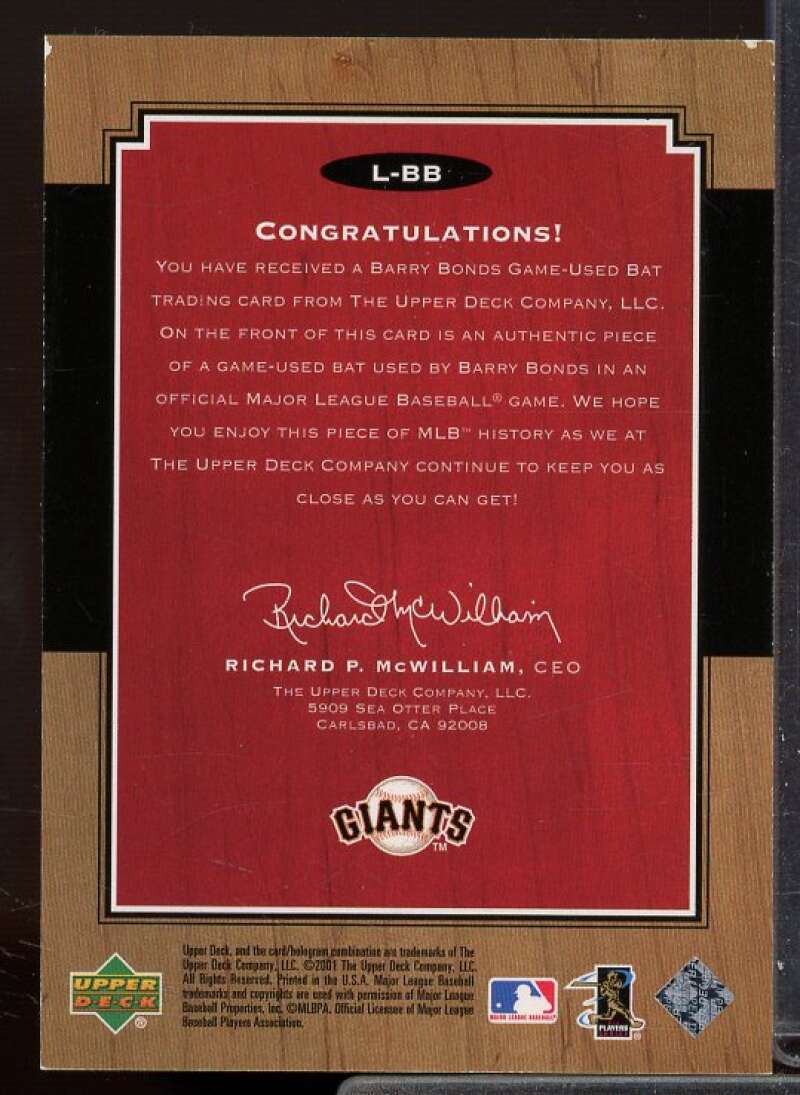 L-BB
CONGRATULATIONS!
YOU HAVE RECEIVED A BARRY BONDS GAME-USED BAT
TRADING CARD FROM THE UPPER DECK COMPANY, LLC.
ON THE FRONT OF THIS CARD IS AN AUTHENTIC PIECE
OF A GAME-USED BAT USED BY BARRY BONDS IN AN
OFFICIAL MAJOR LEAGUE BASEBALL® GAME. WE HOPE
YOU ENJOY THIS PIECE OF MLB™ HISTORY AS WE AT
THE UPPER DECK COMPANY CONTINUE TO KEEP YOU AS
CLOSE AS YOU CAN GET!
Richard McWilliam
RICHARD P. McWILLIAM, CEO
THE UPPER DECK COMPANY, LLC.
5909 SEA OTTER PLACE
CARLSBAD, CA 92008
GIANTS™
Upper Deck, and the card/hologram combination are trademarks of The
Upper Deck Company, LLC. ©2001 The Upper Deck Company, LLC.
All Rights Reserved. Printed in the U.S.A. Major League Baseball
trademarks and copyrights are used with permission of Major League
Baseball Properties, Inc. ©MLBPA. Official Licensee of Major League
Baseball Players Association.
UPPER
DECK®
MAJOR LEAGUE BASEBALL
PLAYERS
CHOICE